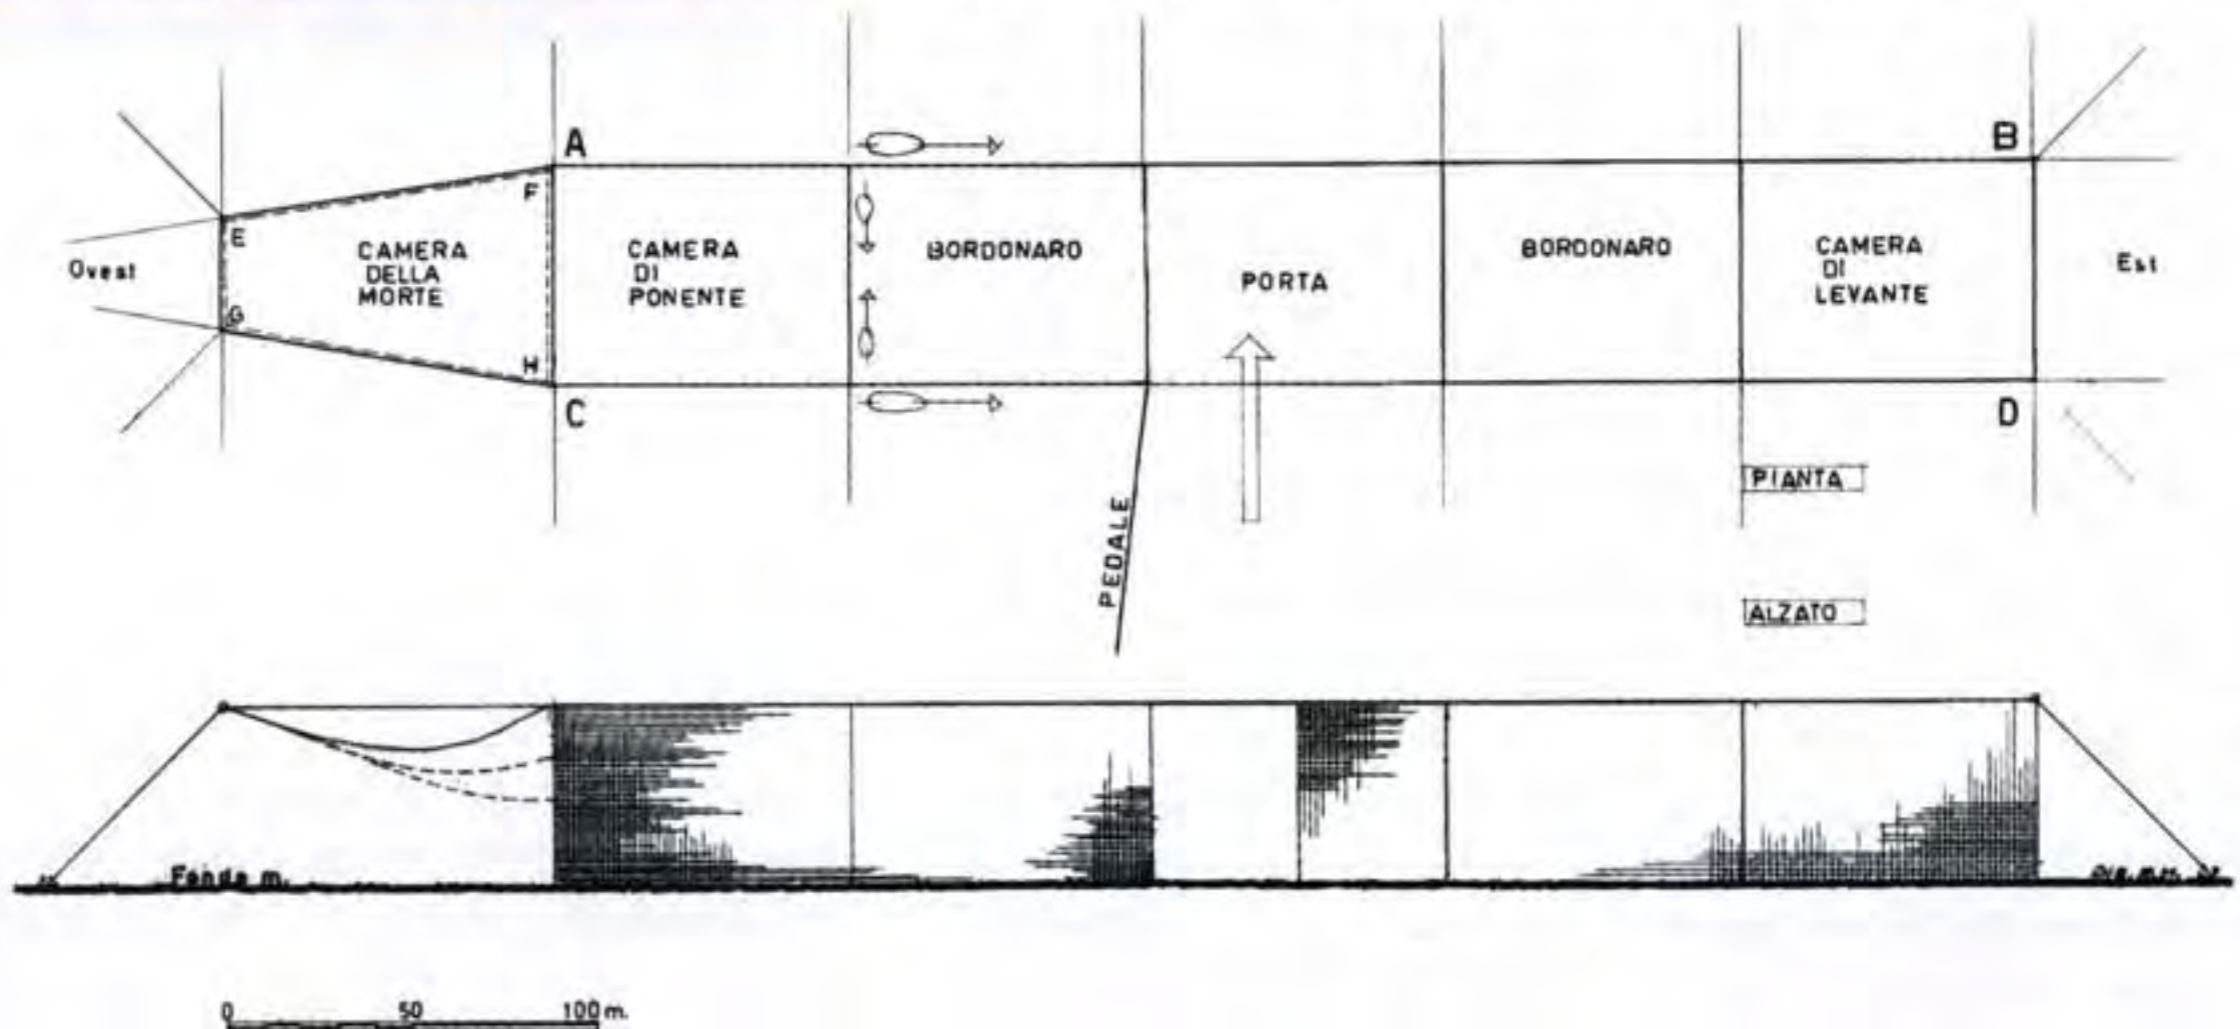 A
B
F
E
CAMERA
DELLA
MORTE
CAMERA
DI
PONENTE
BORDONARO
PORTA
BORDONARO
CAMERA
DI
LEVANTE
Ovest
Est
G
H
C
D
PIANTA
PEDALE
ALZATO
Fondo m.
0 50 100 m.